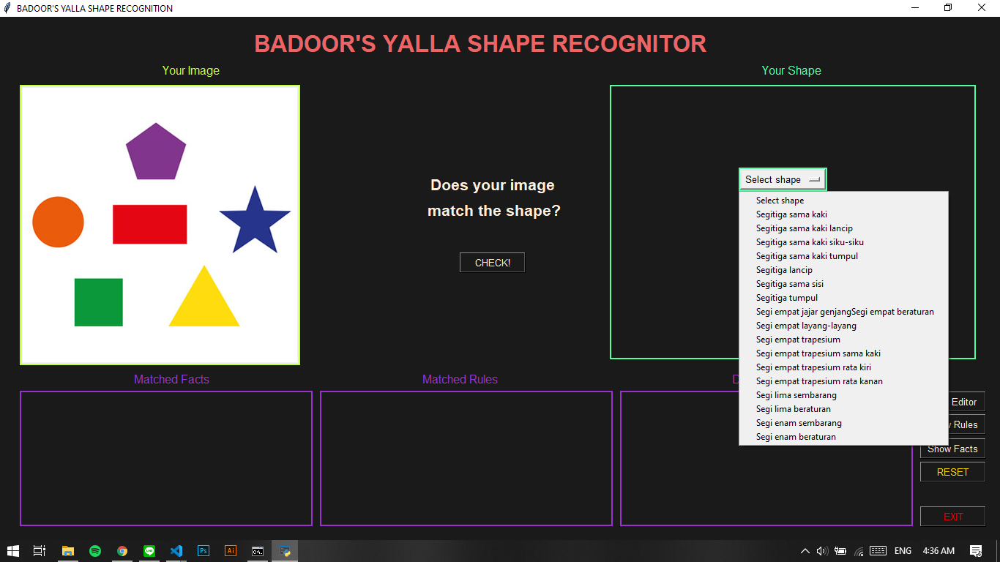 BADOOR'S YALLA SHAPE RECOGNITION
BADOOR'S YALLA SHAPE RECOGNITOR
Your Image
Your Shape
Does your image
match the shape?
CHECK!
Select shape
Select shape
Segitiga sama kaki
Segitiga sama kaki lancip
Segitiga sama kaki siku-siku
Segitiga sama kaki tumpul
Segitiga lancip
Segitiga sama sisi
Segitiga tumpul
Segi empat jajar genjangSegi empat beraturan
Segi empat layang-layang
Segi empat trapesium
Segi empat trapesium sama kaki
Segi empat trapesium rata kiri
Segi empat trapesium rata kanan
Segi lima sembarang
Segi lima beraturan
Segi enam sembarang
Segi enam beraturan
Matched Facts
Matched Rules
Editor
Rules
Show Facts
RESET
EXIT
Ps
Ai
C:\.
ENG
4:36 AM